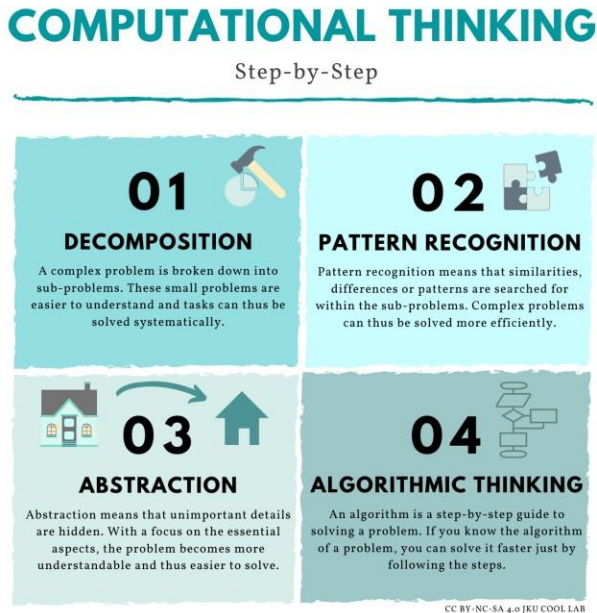 COMPUTATIONAL THINKING
Step-by-Step
01
DECOMPOSITION
A complex problem is broken down into
sub-problems. These small problems are
easier to understand and tasks can thus be
solved systematically.
02
PATTERN RECOGNITION
Pattern recognition means that similarities,
differences or patterns are searched for
within the sub-problems. Complex problems
can thus be solved more efficiently.
03
ABSTRACTION
Abstraction means that unimportant details
are hidden. With a focus on the essential
aspects, the problem becomes more
understandable and thus easier to solve.
04
ALGORITHMIC THINKING
An algorithm is a step-by-step guide to
solving a problem. If you know the algorithm
of a problem, you can solve it faster just by
following the steps.
CC BY-NC-SA 4.0 JKU COOL LAB